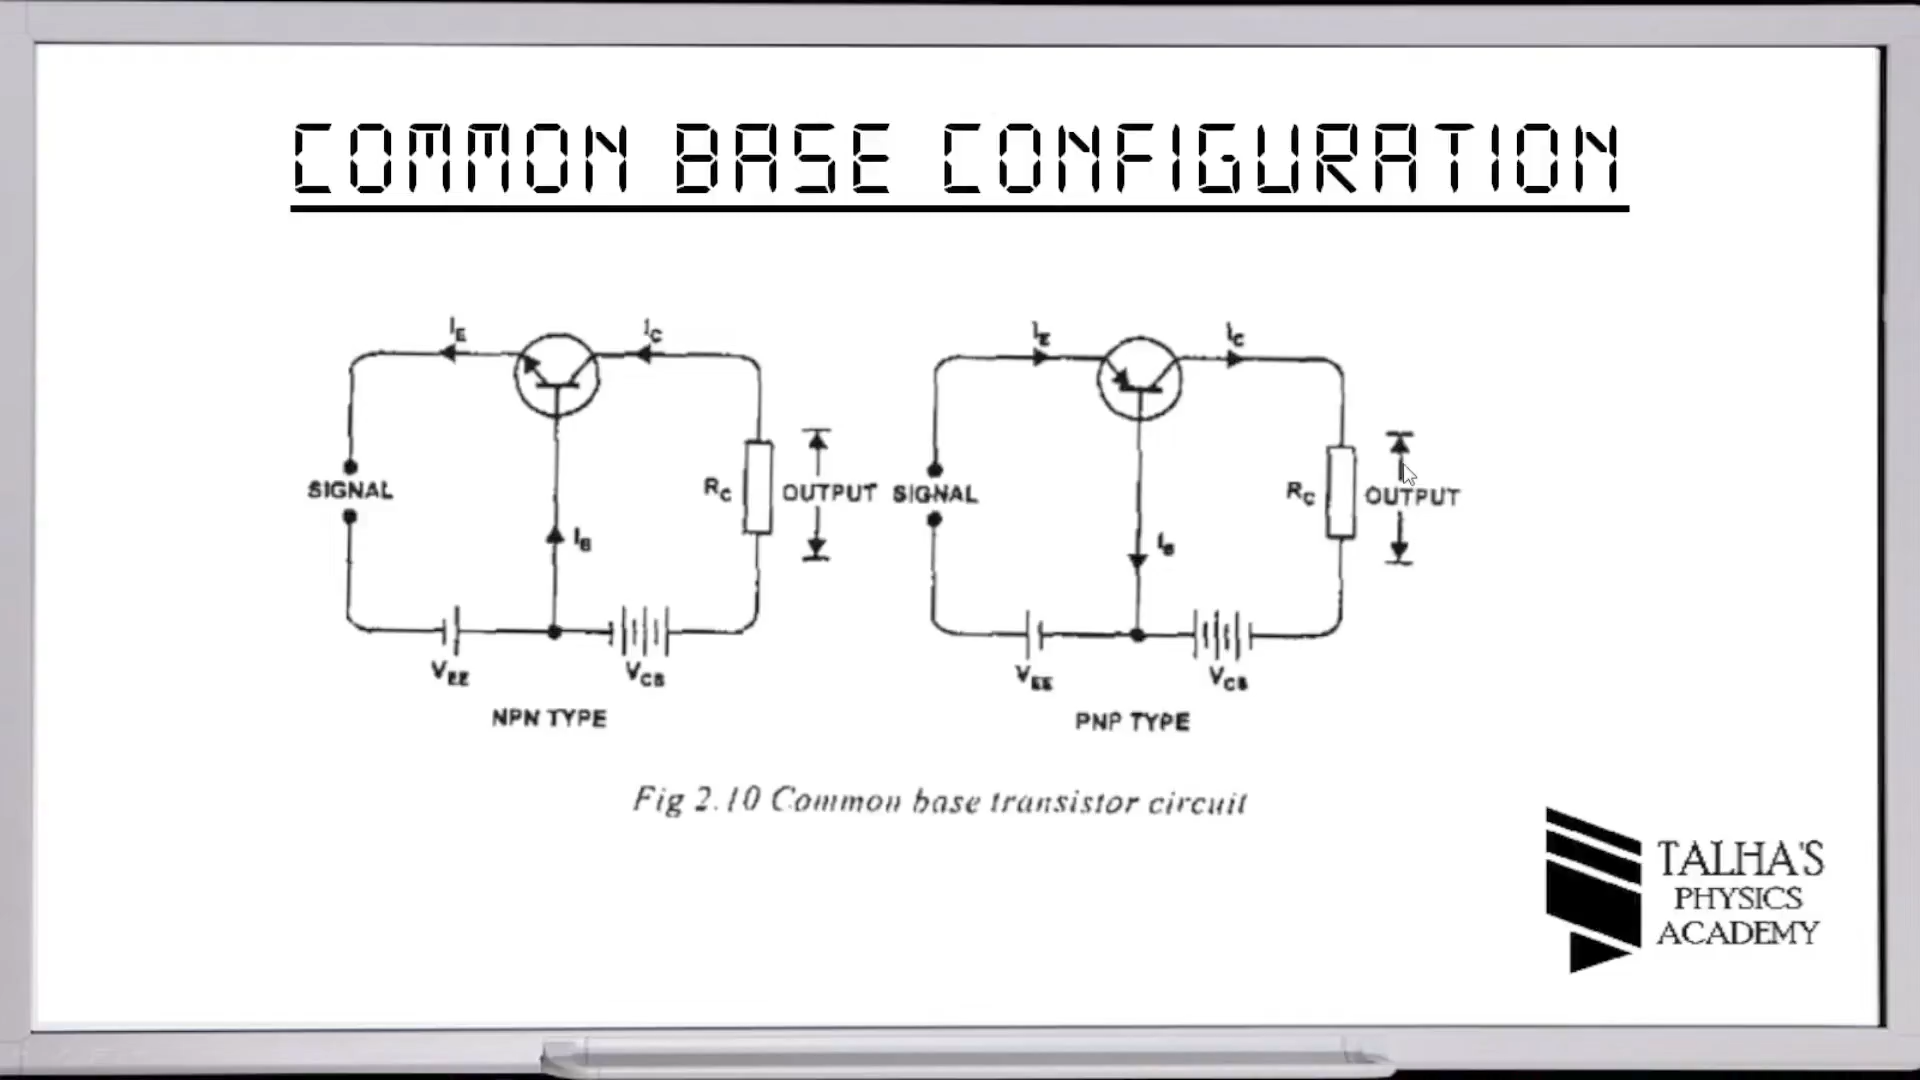 COMMON BASE CONFIGURATION
IE
IC
SIGNAL
RC
OUTPUT
IB
VEE
VCB
NPN TYPE
IE
IC
SIGNAL
RC
OUTPUT
IB
VEE
VCB
PNP TYPE
Fig 2.10 Common base transistor circuit
TALHA'S
PHYSICS
ACADEMY